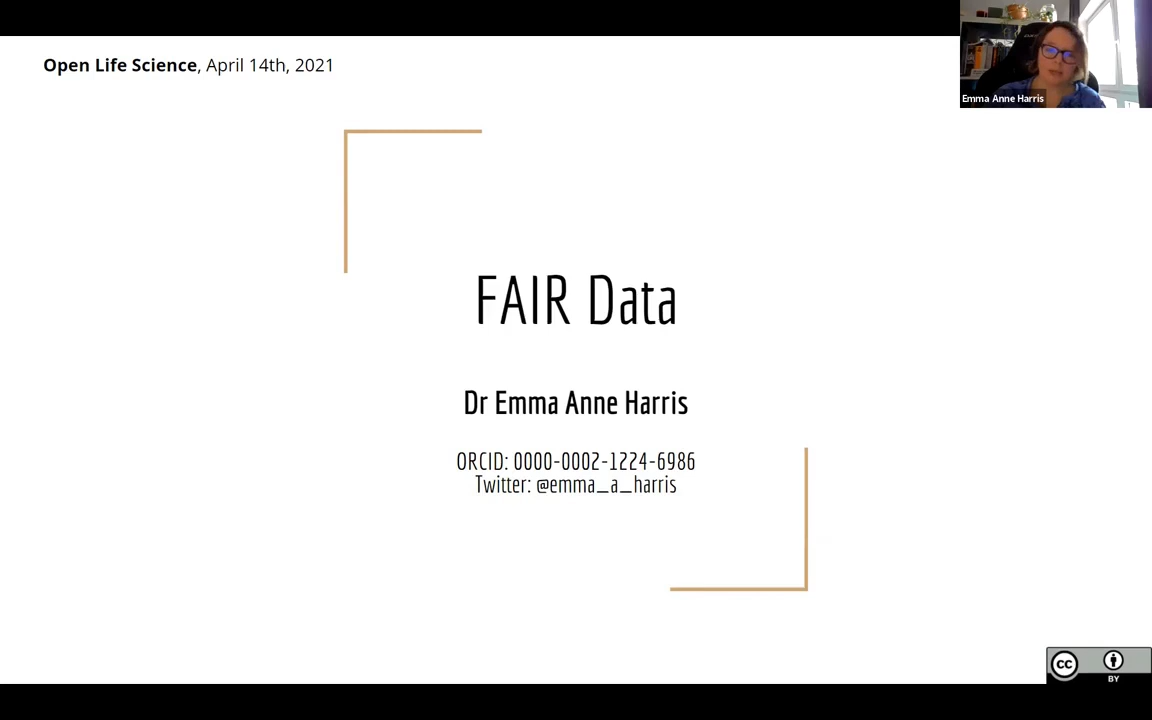 Open Life Science, April 14th, 2021
Emma Anne Harris
FAIR Data
Dr Emma Anne Harris
ORCID: 0000-0002-1224-6986
Twitter: @emma_a_harris
cc
BY